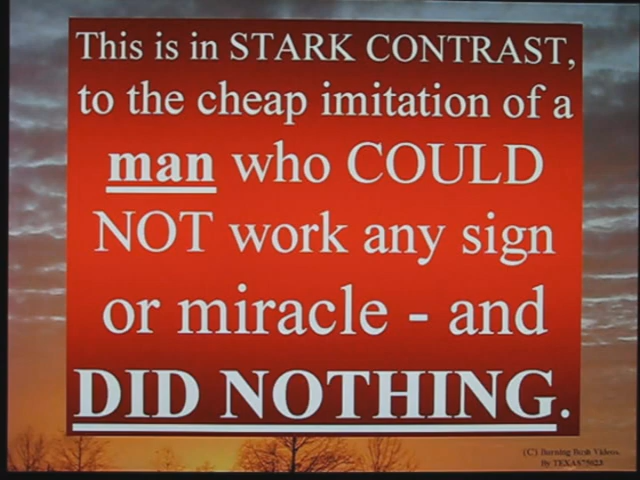 This is in STARK CONTRAST,
to the cheap imitation of a
man who COULD
NOT work any sign
or miracle - and
DID NOTHING.
(C) Burning Bush Videos.
By TEXAS75023